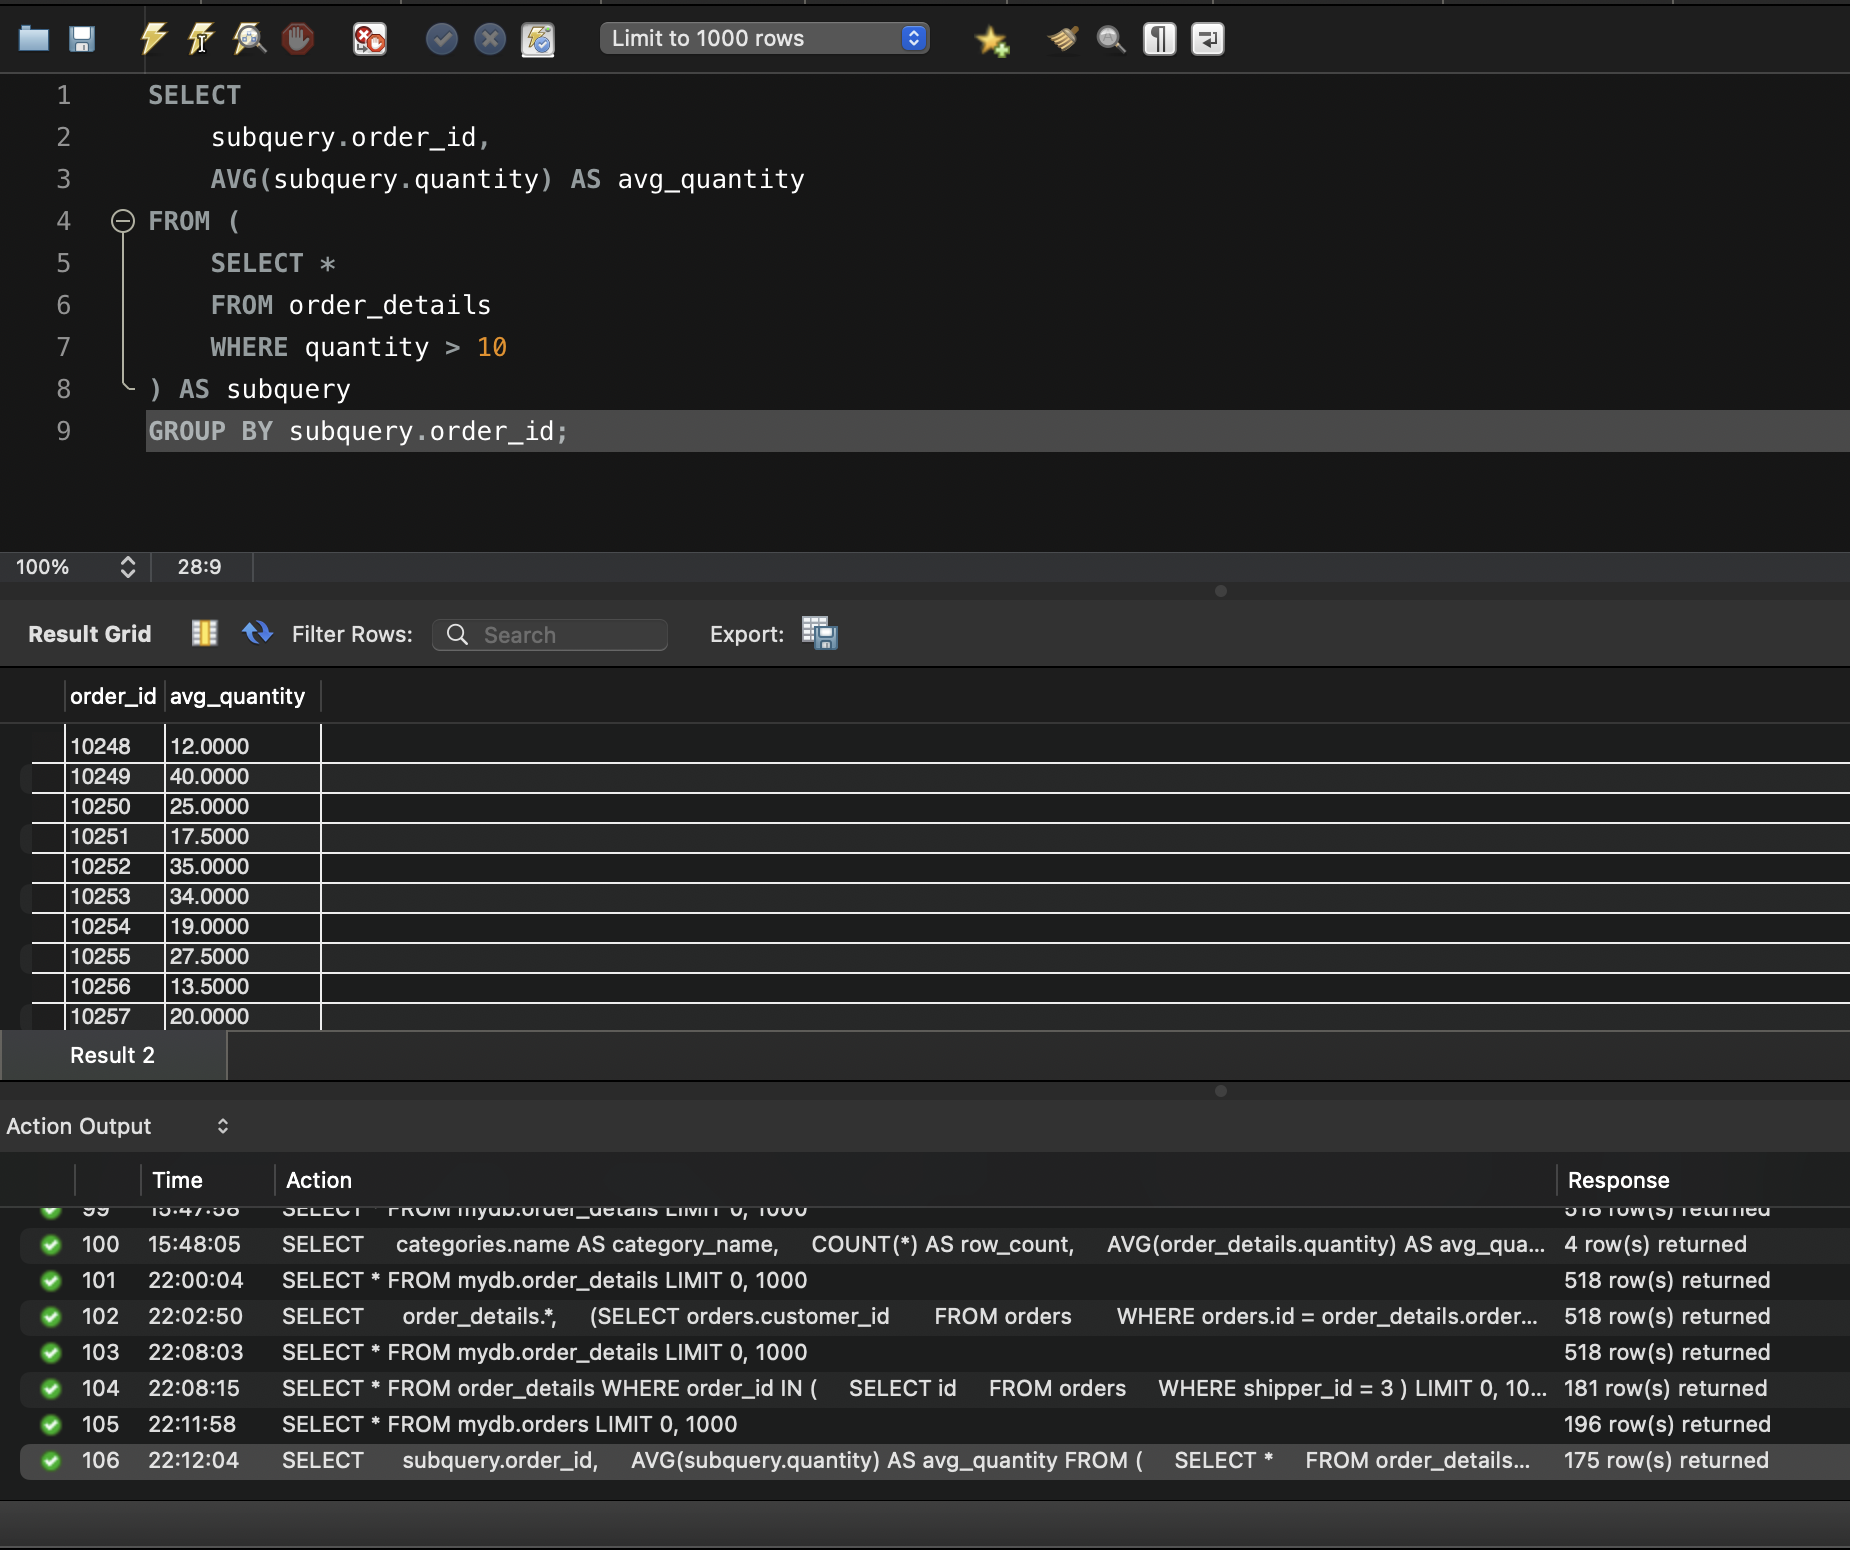 Limit to 1000 rows
1 SELECT
2 subquery.order_id,
3 AVG(subquery.quantity) AS avg_quantity
4 FROM (
5 SELECT *
6 FROM order_details
7 WHERE quantity > 10
8 ) AS subquery
9 GROUP BY subquery.order_id;
100% 28:9
Result Grid Filter Rows: Search Export:
order_id avg_quantity
10248 12.0000
10249 40.0000
10250 25.0000
10251 17.5000
10252 35.0000
10253 34.0000
10254 19.0000
10255 27.5000
10256 13.5000
10257 20.0000
Result 2
Action Output
Time Action Response
99 15:47:58 SELECT * FROM mydb.order_details LIMIT 0, 1000 518 row(s) returned
100 15:48:05 SELECT categories.name AS category_name, COUNT(*) AS row_count, AVG(order_details.quantity) AS avg_qua... 4 row(s) returned
101 22:00:04 SELECT * FROM mydb.order_details LIMIT 0, 1000 518 row(s) returned
102 22:02:50 SELECT order_details.*, (SELECT orders.customer_id FROM orders WHERE orders.id = order_details.order... 518 row(s) returned
103 22:08:03 SELECT * FROM mydb.order_details LIMIT 0, 1000 518 row(s) returned
104 22:08:15 SELECT * FROM order_details WHERE order_id IN ( SELECT id FROM orders WHERE shipper_id = 3 ) LIMIT 0, 10... 181 row(s) returned
105 22:11:58 SELECT * FROM mydb.orders LIMIT 0, 1000 196 row(s) returned
106 22:12:04 SELECT subquery.order_id, AVG(subquery.quantity) AS avg_quantity FROM ( SELECT * FROM order_details... 175 row(s) returned